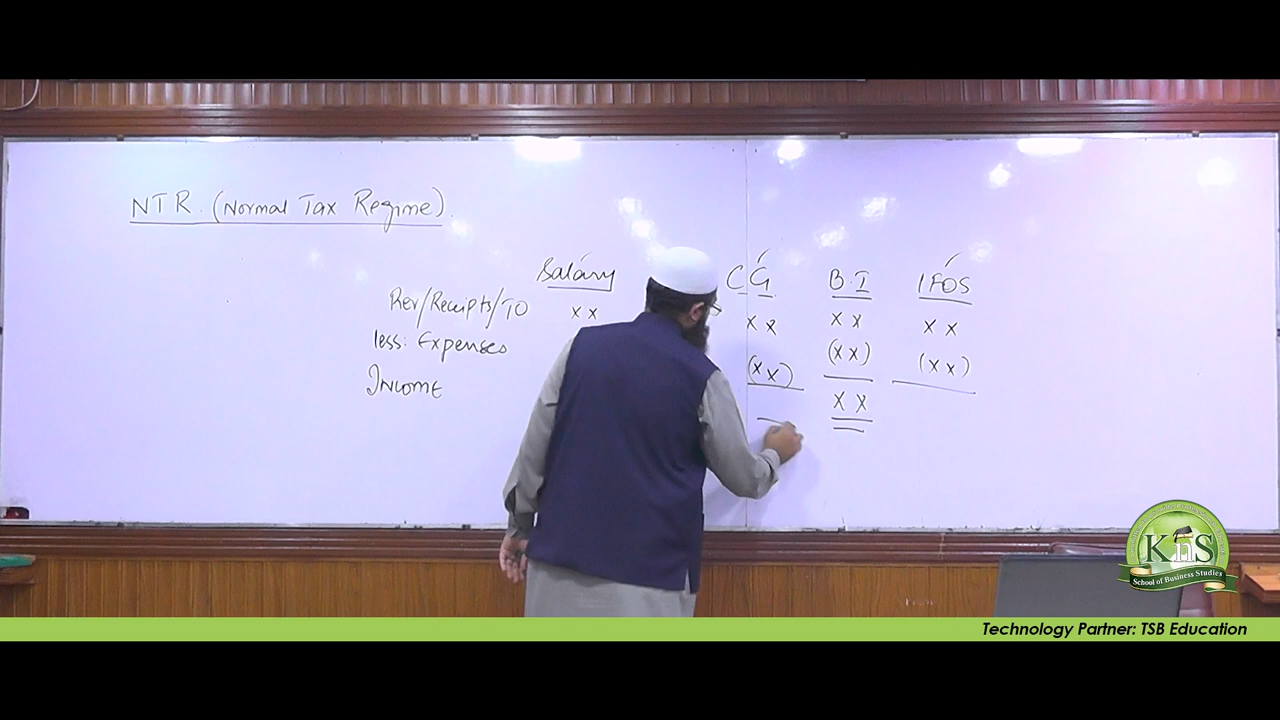 NTR. (Normal Tax Regime).
Salary CG B.I IFOS
Rev/Receipts/TO xx xx xx xx
less: Expenses (xx) (xx) (xx)
Income xx
KnS
School of Business Studies
Technology Partner: TSB Education